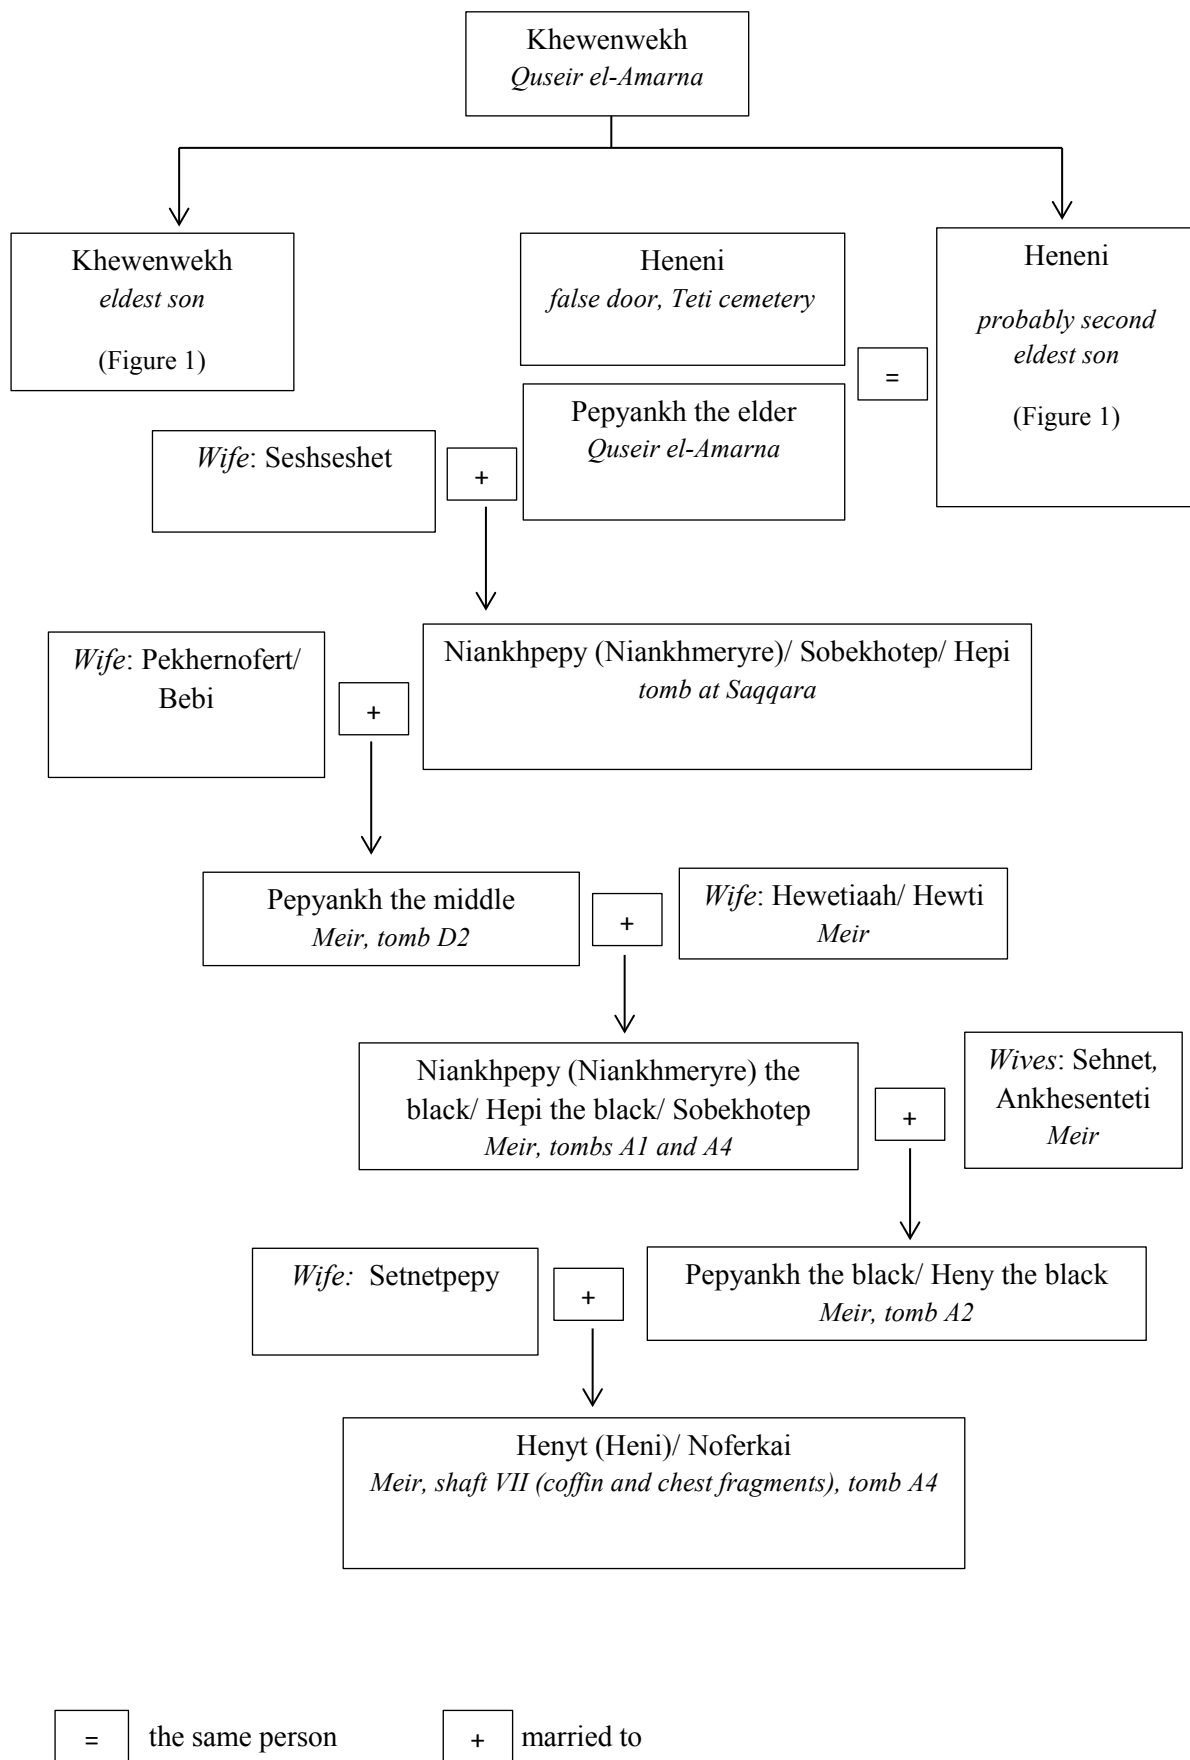 Khewenwekh
Quseir el-Amarna
Khewenwekh
eldest son
(Figure 1)
Heneni
false door, Teti cemetery
Heneni
probably second
eldest son
(Figure 1)
=
Pepyankh the elder
Quseir el-Amarna
Wife: Seshseshet
+
Niankhpepy (Niankhmeryre)/ Sobekhotep/ Hepi
tomb at Saqqara
Wife: Pekhernofert/
Bebi
+
Pepyankh the middle
Meir, tomb D2
+
Wife: Hewetiaah/ Hewti
Meir
Niankhpepy (Niankhmeryre) the
black/ Hepi the black/ Sobekhotep
Meir, tombs A1 and A4
+
Wives: Sehnet,
Ankhesenteti
Meir
Wife: Setnetpepy
+
Pepyankh the black/ Heny the black
Meir, tomb A2
Henyt (Heni)/ Noferkai
Meir, shaft VII (coffin and chest fragments), tomb A4
= the same person
+ married to